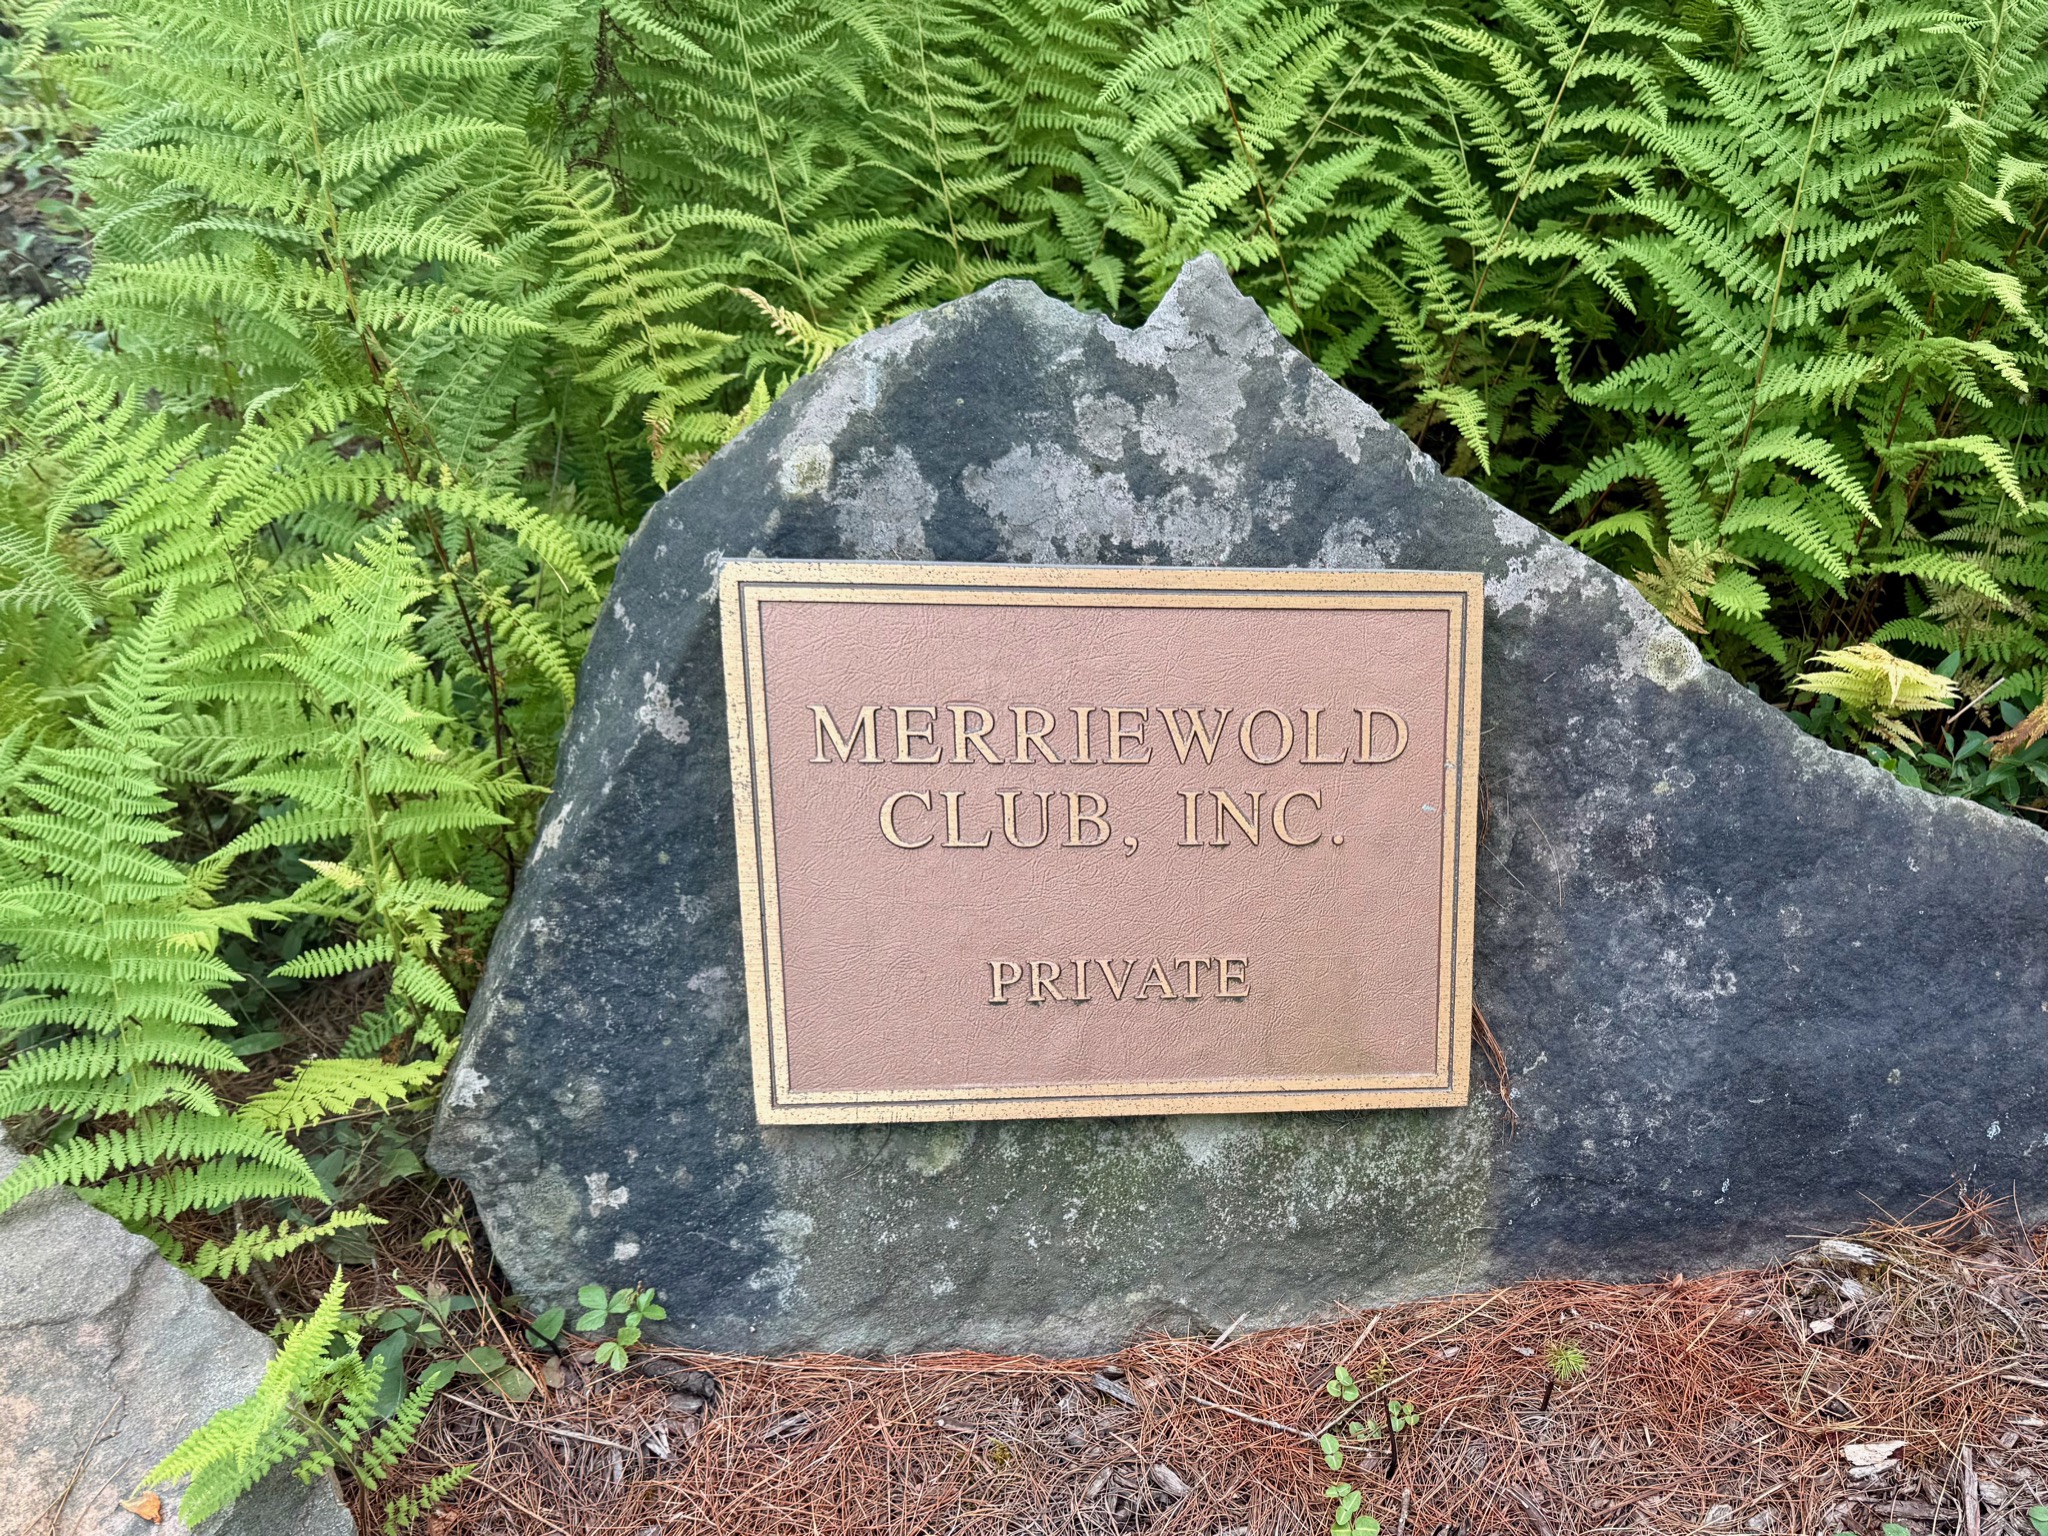 MERRIEWOLD
CLUB, INC.
PRIVATE